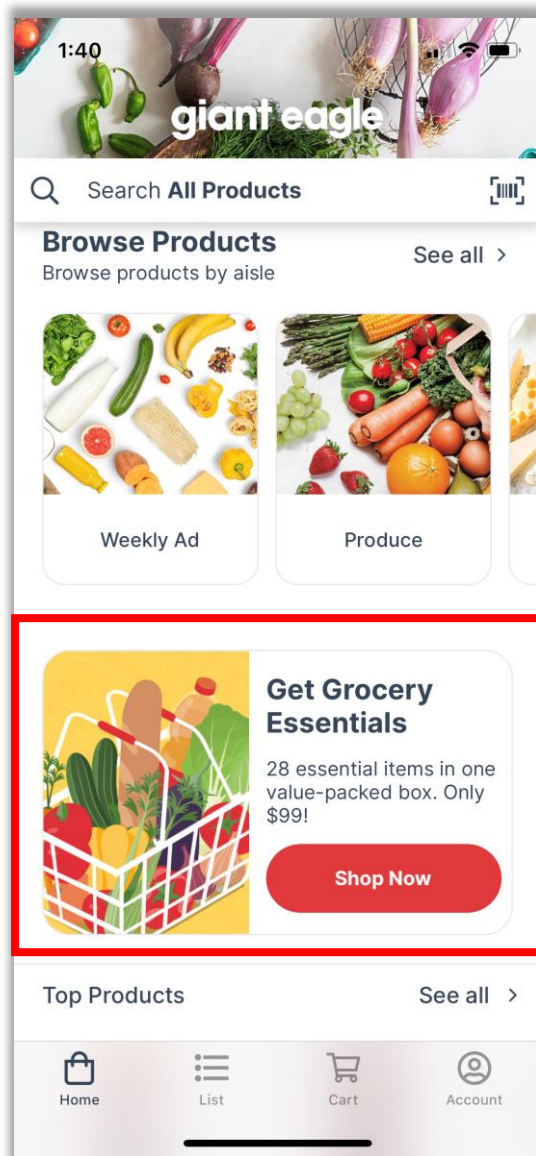 1:40
giant eagle
Search All Products
Browse Products
See all >
Browse products by aisle
Weekly Ad
Produce
Get Grocery
Essentials
28 essential items in one
value-packed box. Only
$99!
Shop Now
Top Products
See all >
Home
List
Cart
Account